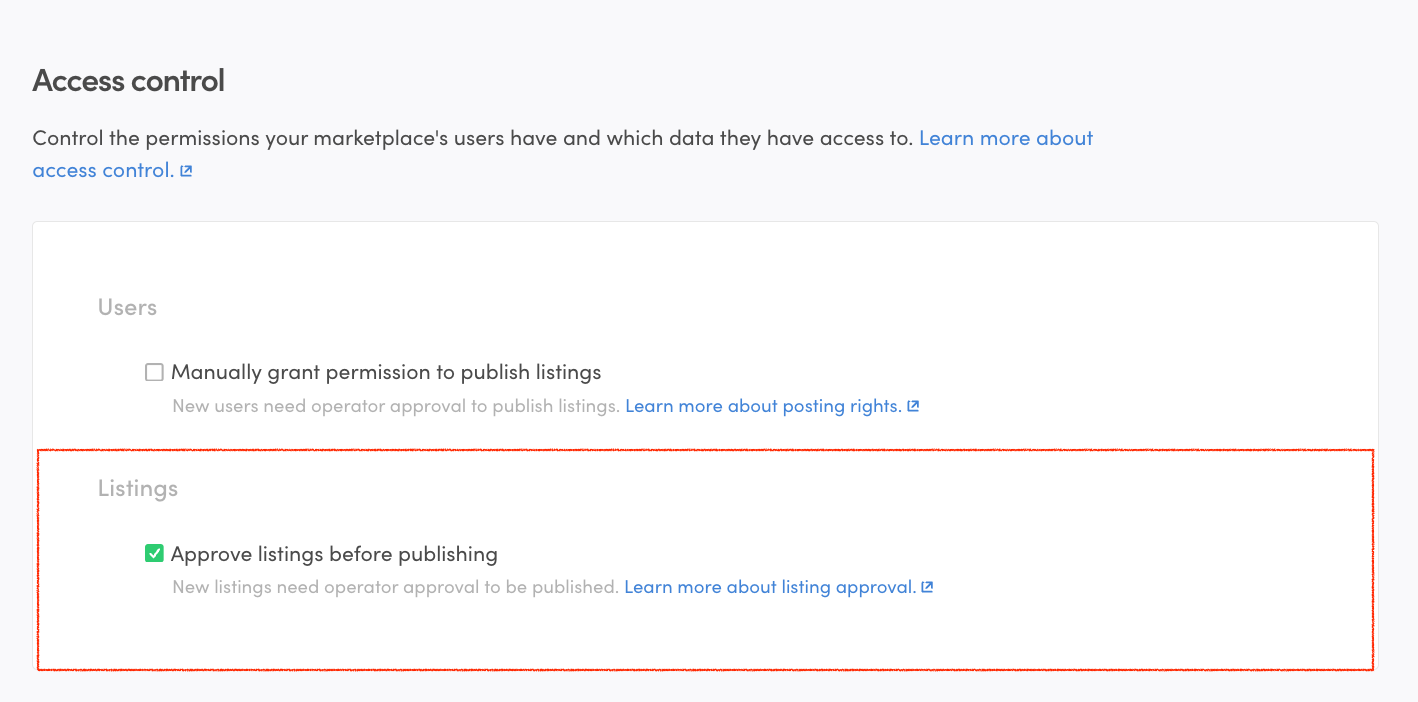 Access control
Control the permissions your marketplace's users have and which data they have access to. Learn more about
access control.
Users
Manually grant permission to publish listings
New users need operator approval to publish listings. Learn more about posting rights.
Listings
Approve listings before publishing
New listings need operator approval to be published. Learn more about listing approval.